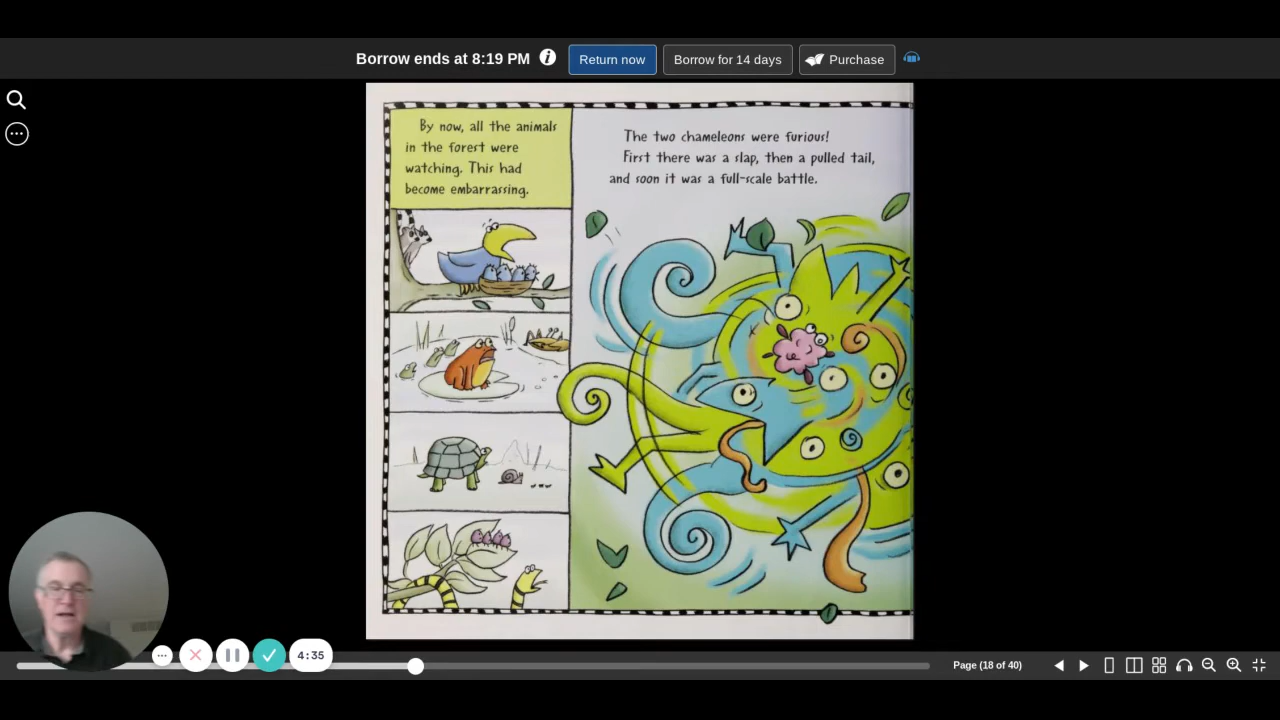 Borrow ends at 8:19 PM
Return now
Borrow for 14 days
Purchase
By now, all the animals
in the forest were
watching. This had
become embarrassing.
The two chameleons were furious!
First there was a slap, then a pulled tail,
and soon it was a full-scale battle.
4:35
Page (18 of 40)